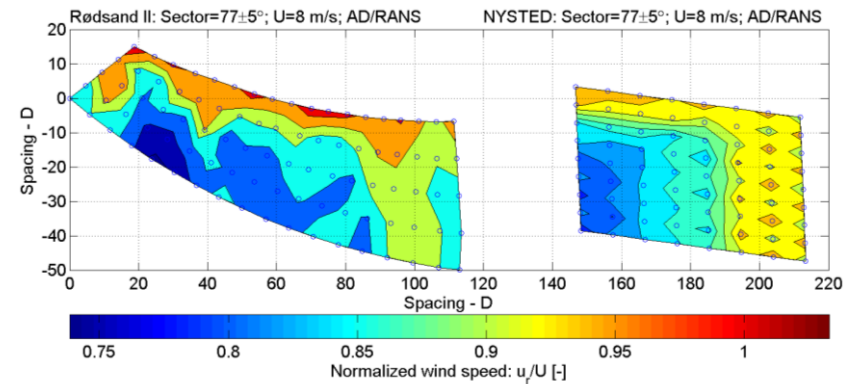 Rødsand II: Sector=77±5°; U=8 m/s; AD/RANS NYSTED: Sector=77±5°; U=8 m/s; AD/RANS
20
10
0
-10
-20
-30
-40
-50
Spacing - D
0 20 40 60 80 100 120 140 160 180 200 220
Spacing - D
0.75 0.8 0.85 0.9 0.95 1
Normalized wind speed: u_r/U [-]